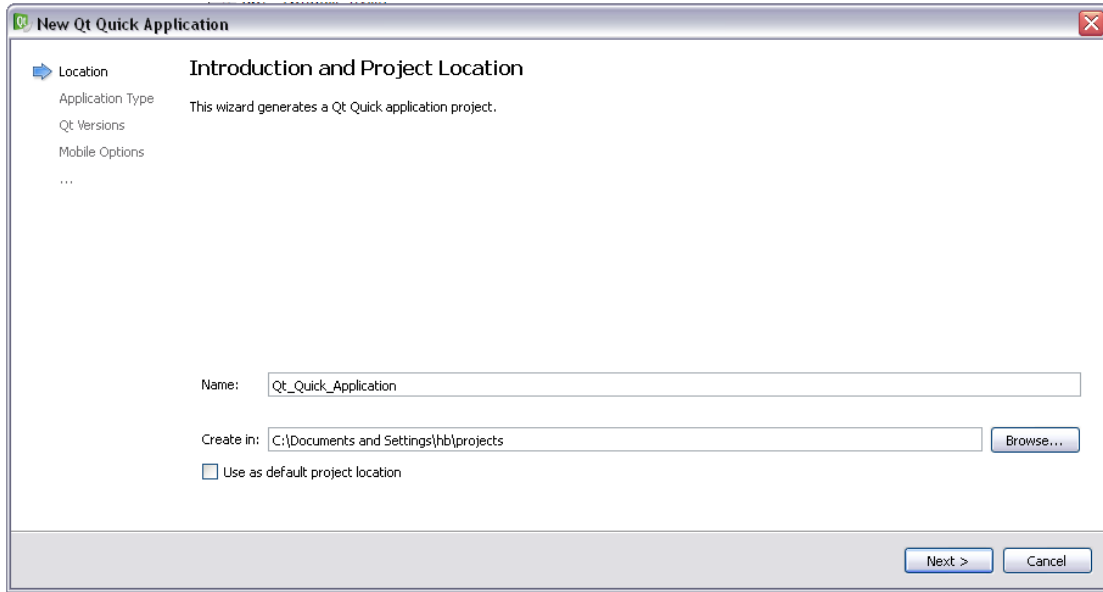 New Qt Quick Application
Location
Application Type
Qt Versions
Mobile Options
...
Introduction and Project Location
This wizard generates a Qt Quick application project.
Name: Qt_Quick_Application
Create in: C:\Documents and Settings\hb\projects Browse...
Use as default project location
Next > Cancel